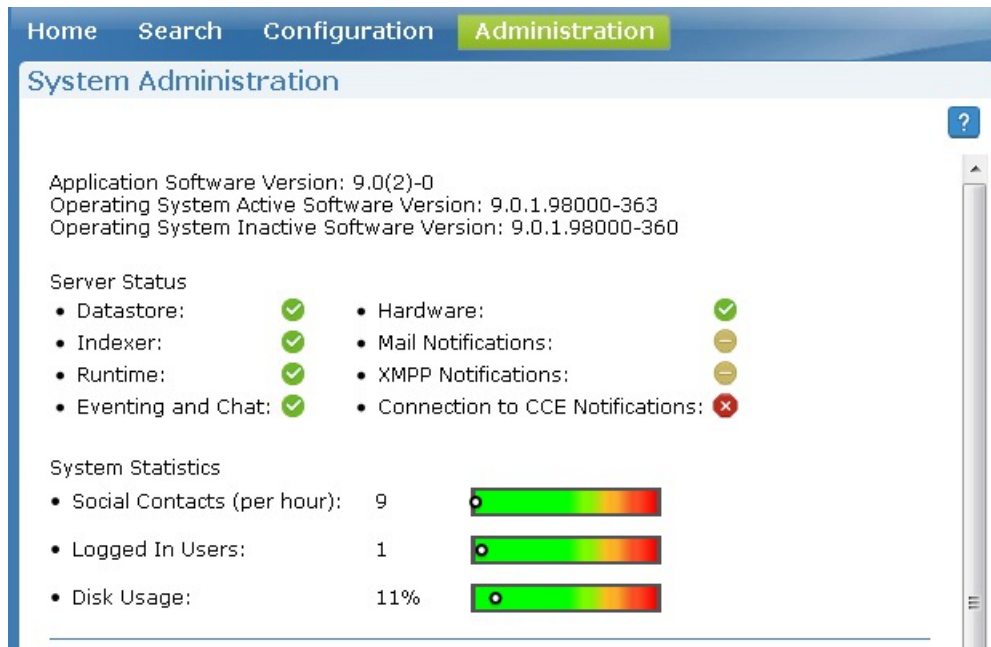 Home Search Configuration Administration
System Administration
?
Application Software Version: 9.0(2)-0
Operating System Active Software Version: 9.0.1.98000-363
Operating System Inactive Software Version: 9.0.1.98000-360
Server Status
• Datastore: • Hardware:
• Indexer: • Mail Notifications:
• Runtime: • XMPP Notifications:
• Eventing and Chat: • Connection to CCE Notifications:
System Statistics
• Social Contacts (per hour): 9
• Logged In Users: 1
• Disk Usage: 11%